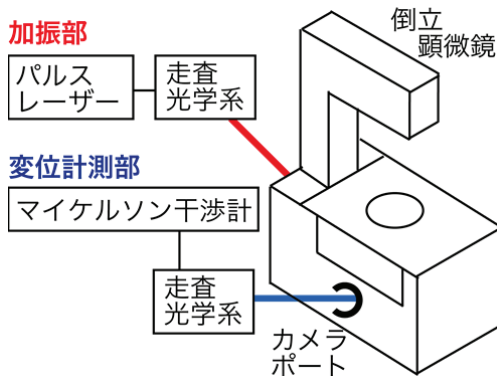 加振部
パルス
レーザー
走査
光学系
倒立
顕微鏡
変位計測部
マイケルソン干渉計
走査
光学系
カメラ
ポート